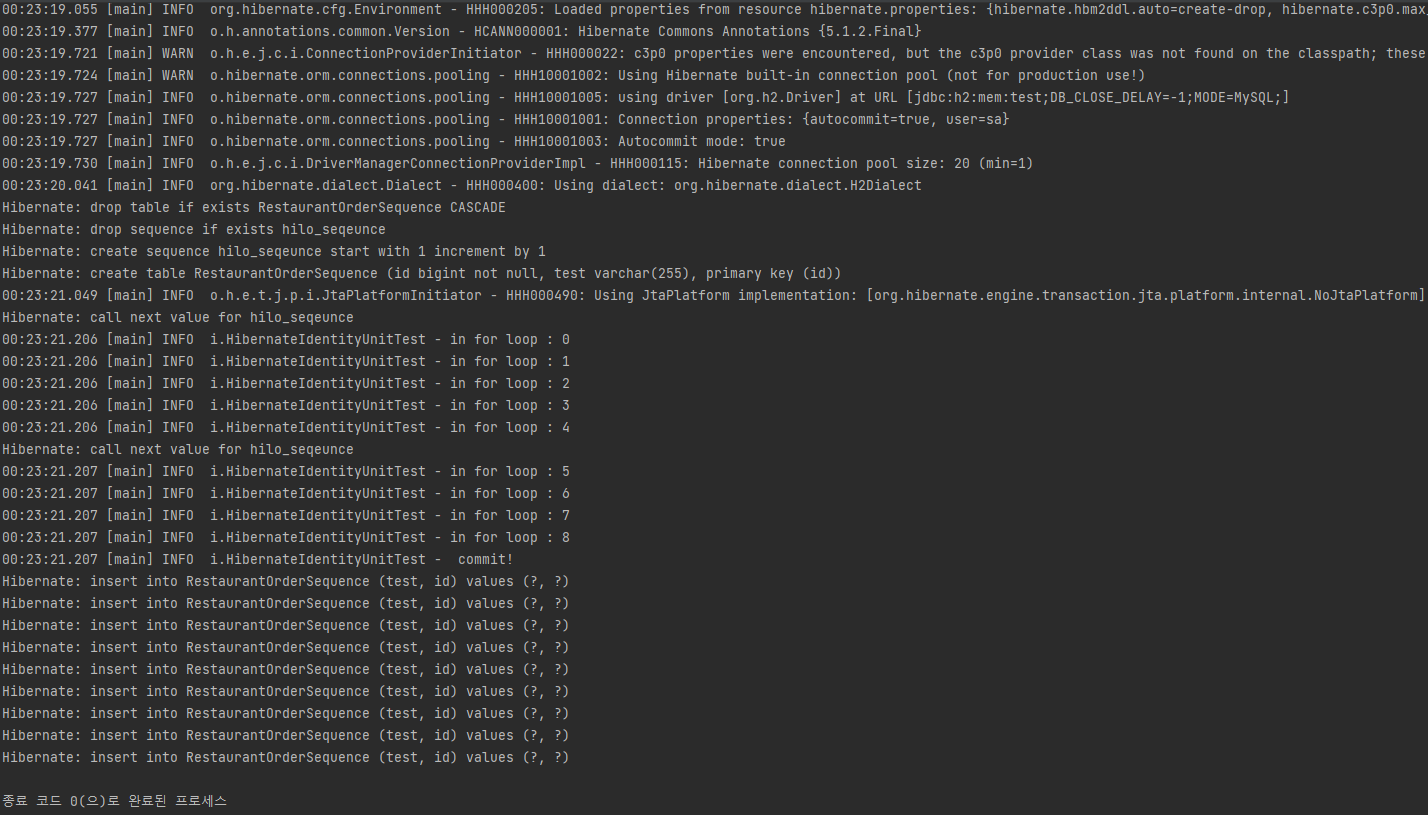 00:23:19.055 [main] INFO  org.hibernate.cfg.Environment - HHH000205: Loaded properties from resource hibernate.properties: {hibernate.hbm2ddl.auto=create-drop, hibernate.c3p0.max
00:23:19.377 [main] INFO  o.h.annotations.common.Version - HCANN000001: Hibernate Commons Annotations {5.1.2.Final}
00:23:19.721 [main] WARN  o.h.e.j.c.i.ConnectionProviderInitiator - HHH000022: c3p0 properties were encountered, but the c3p0 provider class was not found on the classpath; these
00:23:19.724 [main] WARN  o.hibernate.orm.connections.pooling - HHH10001002: Using Hibernate built-in connection pool (not for production use!)
00:23:19.727 [main] INFO  o.hibernate.orm.connections.pooling - HHH10001005: using driver [org.h2.Driver] at URL [jdbc:h2:mem:test;DB_CLOSE_DELAY=-1;MODE=MySQL;]
00:23:19.727 [main] INFO  o.hibernate.orm.connections.pooling - HHH10001001: Connection properties: {autocommit=true, user=sa}
00:23:19.727 [main] INFO  o.hibernate.orm.connections.pooling - HHH10001003: Autocommit mode: true
00:23:19.730 [main] INFO  o.h.e.j.c.i.DriverManagerConnectionProviderImpl - HHH000115: Hibernate connection pool size: 20 (min=1)
00:23:20.041 [main] INFO  org.hibernate.dialect.Dialect - HHH000400: Using dialect: org.hibernate.dialect.H2Dialect
Hibernate: drop table if exists RestaurantOrderSequence CASCADE
Hibernate: drop sequence if exists hilo_seqeunce
Hibernate: create sequence hilo_seqeunce start with 1 increment by 1
Hibernate: create table RestaurantOrderSequence (id bigint not null, test varchar(255), primary key (id))
00:23:21.049 [main] INFO  o.h.e.t.j.p.i.JtaPlatformInitiator - HHH000490: Using JtaPlatform implementation: [org.hibernate.engine.transaction.jta.platform.internal.NoJtaPlatform]
Hibernate: call next value for hilo_seqeunce
00:23:21.206 [main] INFO  i.HibernateIdentityUnitTest - in for loop : 0
00:23:21.206 [main] INFO  i.HibernateIdentityUnitTest - in for loop : 1
00:23:21.206 [main] INFO  i.HibernateIdentityUnitTest - in for loop : 2
00:23:21.206 [main] INFO  i.HibernateIdentityUnitTest - in for loop : 3
00:23:21.206 [main] INFO  i.HibernateIdentityUnitTest - in for loop : 4
Hibernate: call next value for hilo_seqeunce
00:23:21.207 [main] INFO  i.HibernateIdentityUnitTest - in for loop : 5
00:23:21.207 [main] INFO  i.HibernateIdentityUnitTest - in for loop : 6
00:23:21.207 [main] INFO  i.HibernateIdentityUnitTest - in for loop : 7
00:23:21.207 [main] INFO  i.HibernateIdentityUnitTest - in for loop : 8
00:23:21.207 [main] INFO  i.HibernateIdentityUnitTest -  commit!
Hibernate: insert into RestaurantOrderSequence (test, id) values (?, ?)
Hibernate: insert into RestaurantOrderSequence (test, id) values (?, ?)
Hibernate: insert into RestaurantOrderSequence (test, id) values (?, ?)
Hibernate: insert into RestaurantOrderSequence (test, id) values (?, ?)
Hibernate: insert into RestaurantOrderSequence (test, id) values (?, ?)
Hibernate: insert into RestaurantOrderSequence (test, id) values (?, ?)
Hibernate: insert into RestaurantOrderSequence (test, id) values (?, ?)
Hibernate: insert into RestaurantOrderSequence (test, id) values (?, ?)
Hibernate: insert into RestaurantOrderSequence (test, id) values (?, ?)
종료 코드 0(으)로 완료된 프로세스